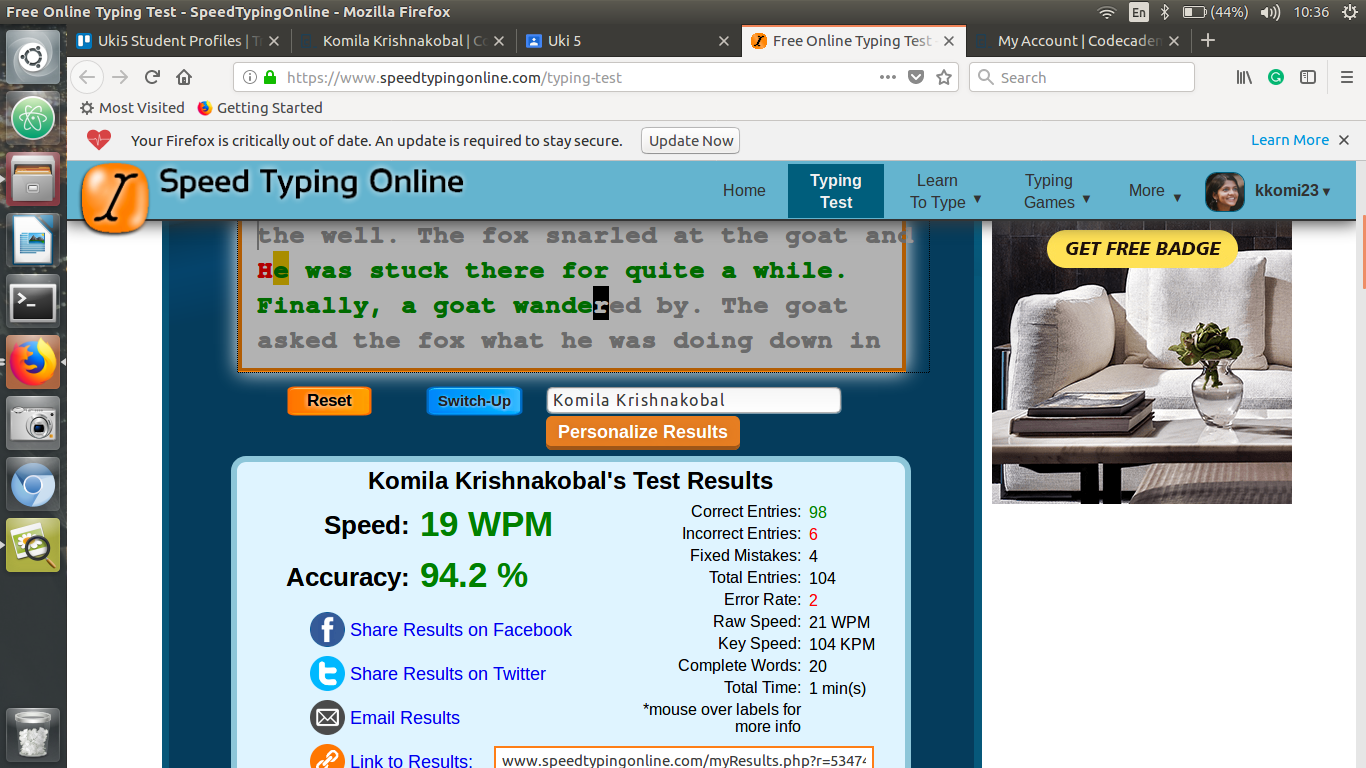 Free Online Typing Test - SpeedTypingOnline - Mozilla Firefox
En
(44%)
10:36
Uki5 Student Profiles | T
Komila Krishnakobal | Co
Uki 5
Free Online Typing Test -
My Account | Codecaden
https://www.speedtypingonline.com/typing-test
Search
Most Visited
Getting Started
Your Firefox is critically out of date. An update is required to stay secure.
Update Now
Learn More
Speed Typing Online
Home
Typing Test
Learn To Type
Typing Games
More
kkomi23
the well. The fox snarled at the goat and
He was stuck there for quite a while.
Finally, a goat wandered by. The goat
asked the fox what he was doing down in
GET FREE BADGE
Reset
Switch-Up
Komila Krishnakobal
Personalize Results
Komila Krishnakobal's Test Results
Speed: 19 WPM
Accuracy: 94.2 %
Share Results on Facebook
Share Results on Twitter
Email Results
Link to Results:
www.speedtypingonline.com/myResults.php?r=53474
Correct Entries: 98
Incorrect Entries: 6
Fixed Mistakes: 4
Total Entries: 104
Error Rate: 2
Raw Speed: 21 WPM
Key Speed: 104 KPM
Complete Words: 20
Total Time: 1 min(s)
*mouse over labels for
more info